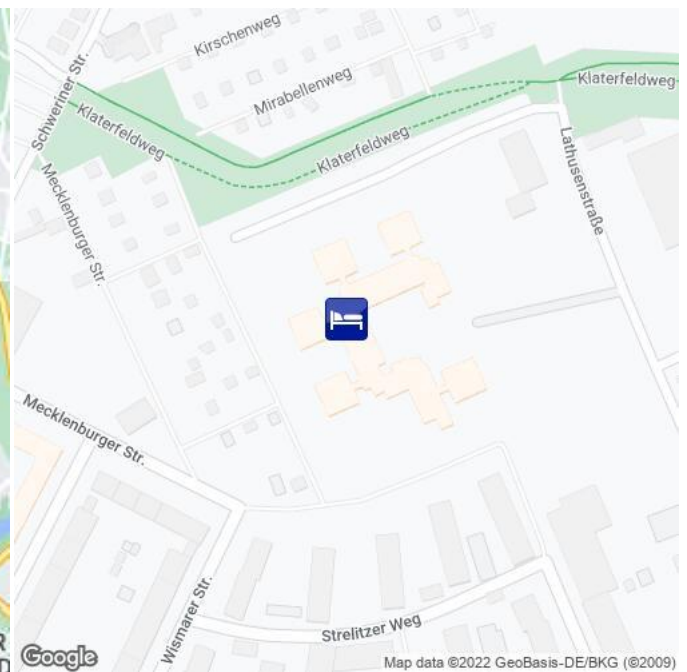 Kirschenweg
Schweriner Str.
Mirabellenweg
Klaterfeldweg
Klaterfeldweg
Klaterfeldweg
Lathusenstraße
Mecklenburger Str.
Mecklenburger Str.
Wismarer Str.
Strelitzer Weg
R
D
Google
Map data ©2022 GeoBasis-DE/BKG (©2009)